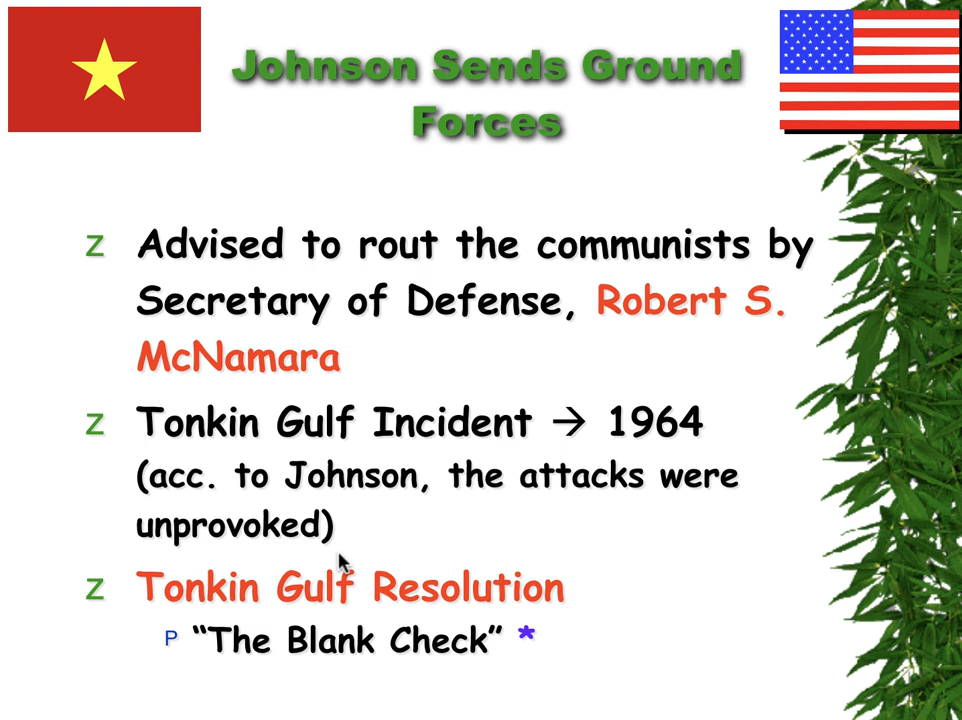 Johnson Sends Ground
Forces
z Advised to rout the communists by
Secretary of Defense, Robert S.
McNamara
z Tonkin Gulf Incident → 1964
(acc. to Johnson, the attacks were
unprovoked)
z Tonkin Gulf Resolution
P “The Blank Check” *